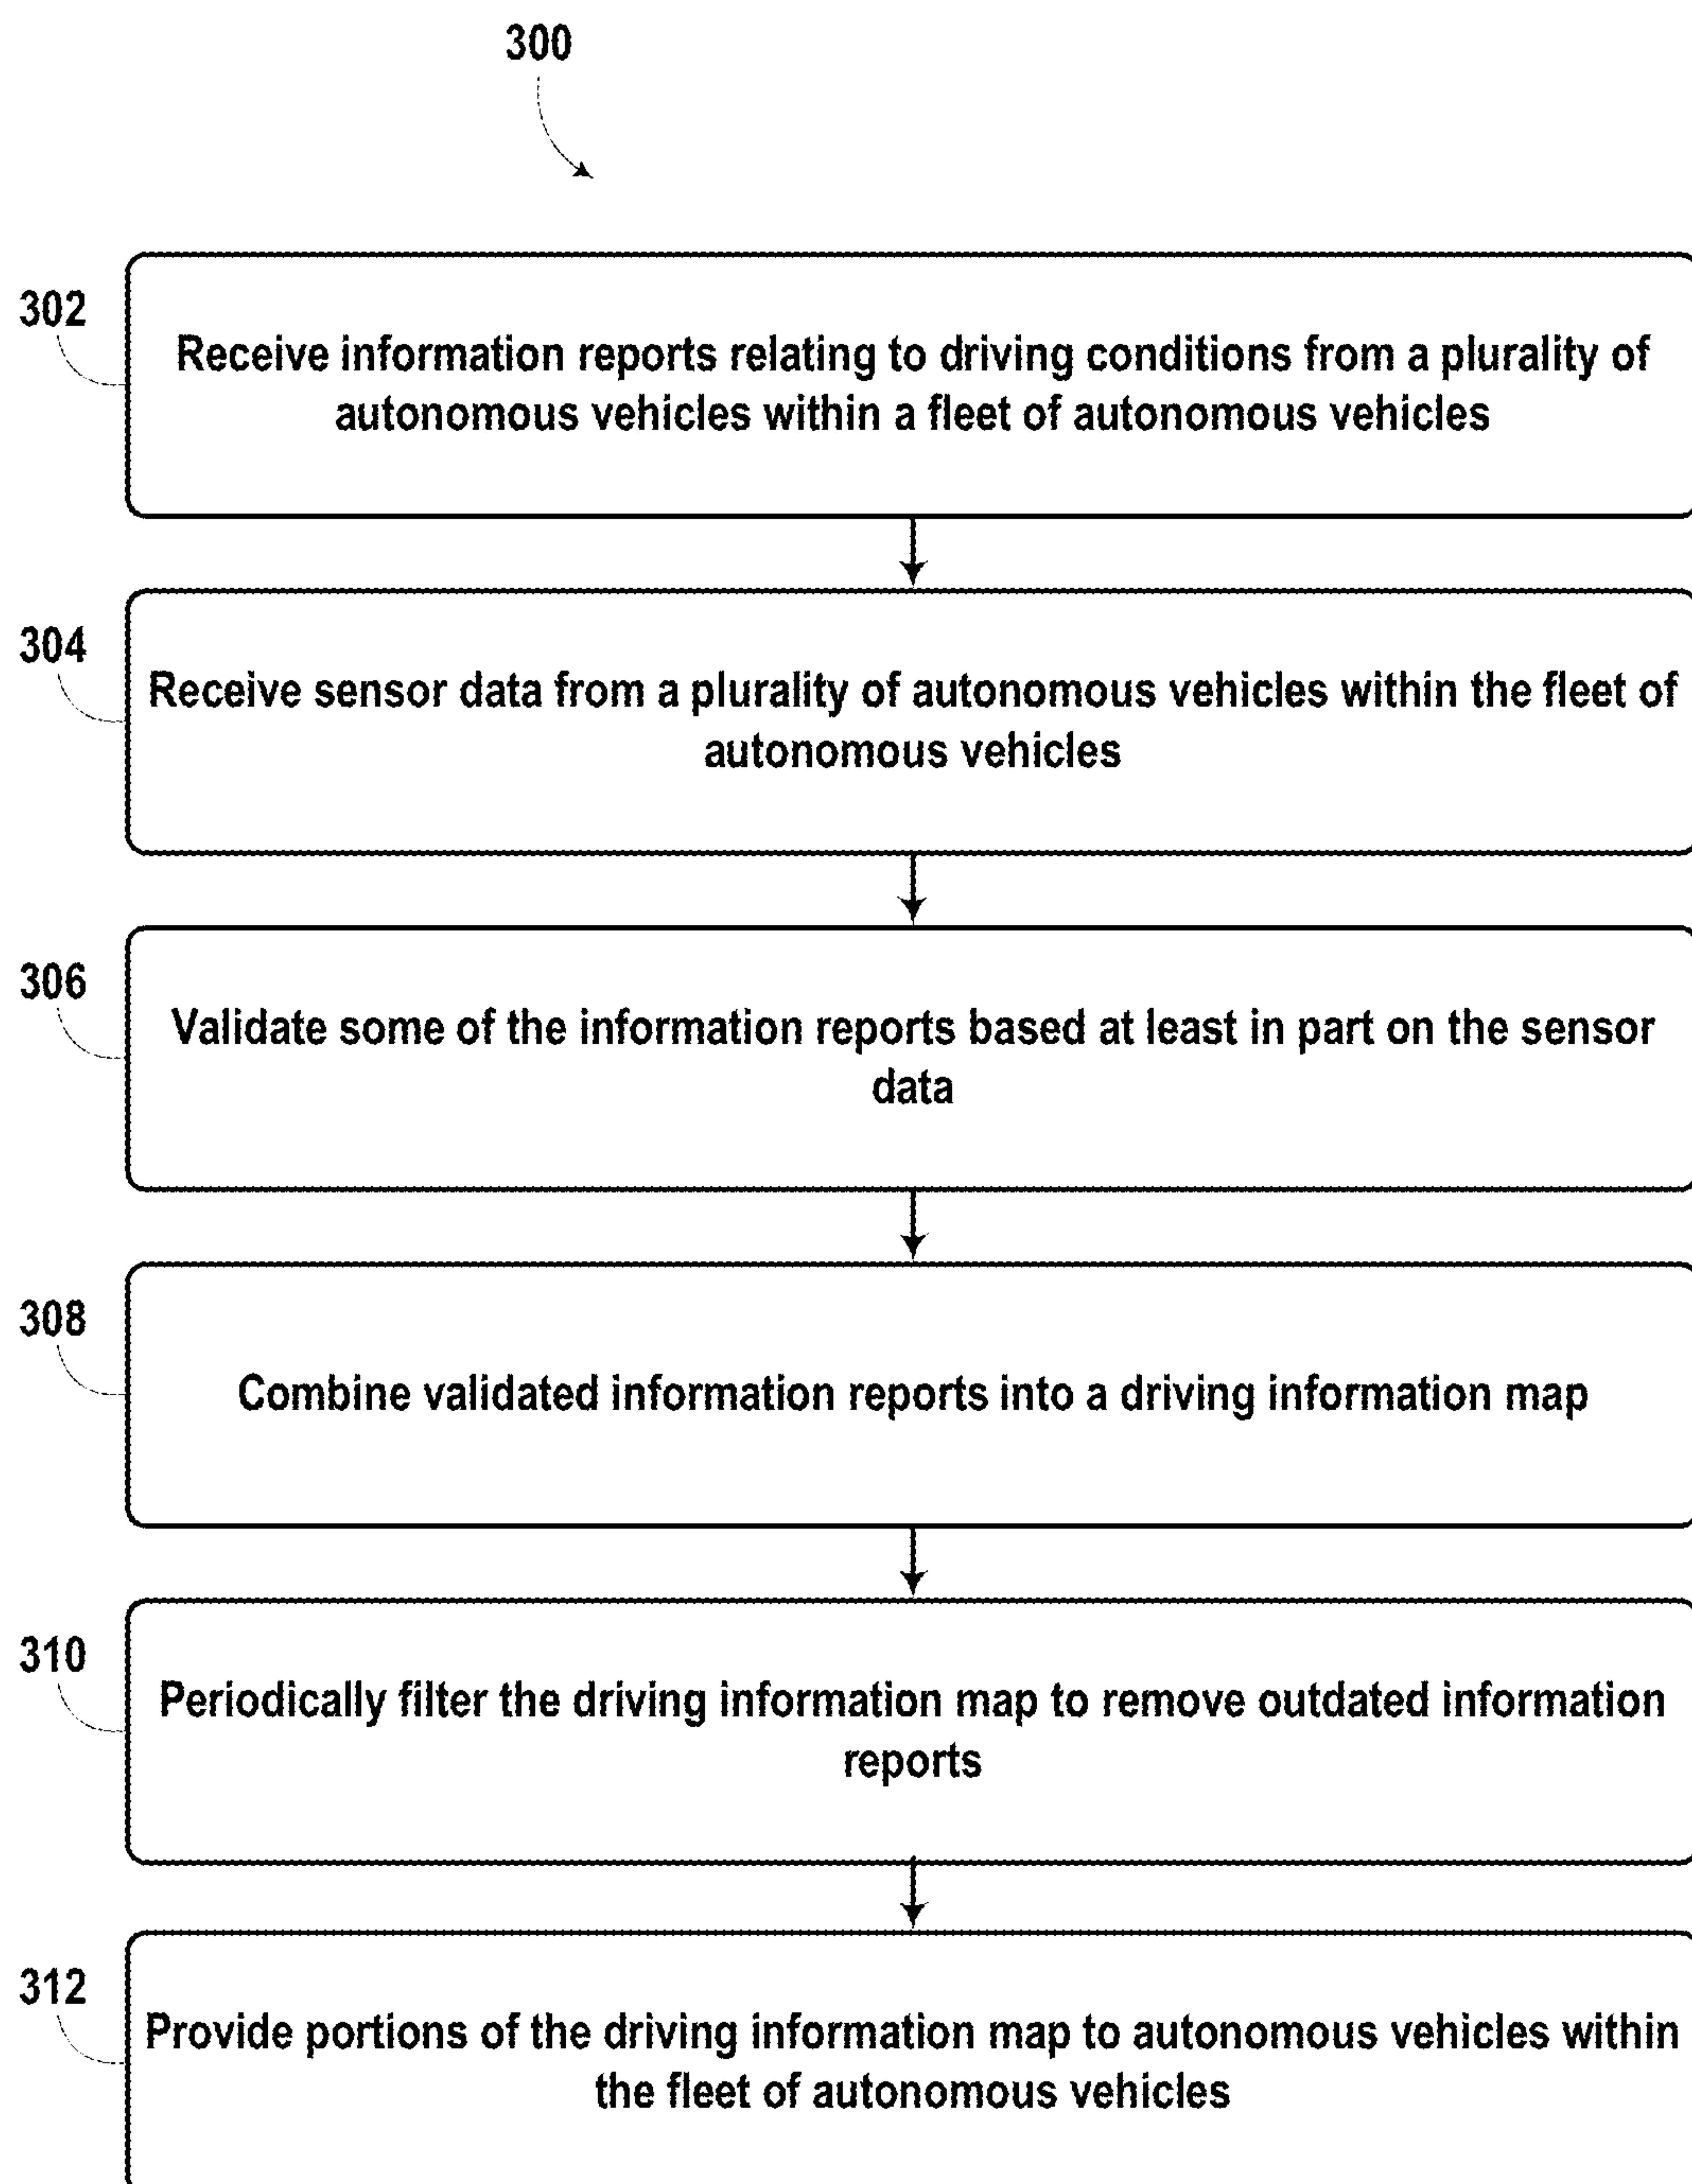 300
302
Receive information reports relating to driving conditions from a plurality of
autonomous vehicles within a fleet of autonomous vehicles
304
Receive sensor data from a plurality of autonomous vehicles within the fleet of
autonomous vehicles
306
Validate some of the information reports based at least in part on the sensor
data
308
Combine validated information reports into a driving information map
310
Periodically filter the driving information map to remove outdated information
reports
312
Provide portions of the driving information map to autonomous vehicles within
the fleet of autonomous vehicles